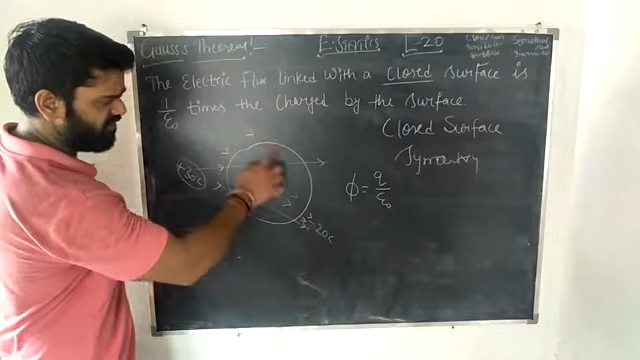 Gauss's Theorem :-
E-Statics
L-20
The Electric flux linked with a closed surface is
1/ε₀ times the Charged by the surface.
Closed Surface
Symmentry
+30c
ϕ = q/ε₀
-20c